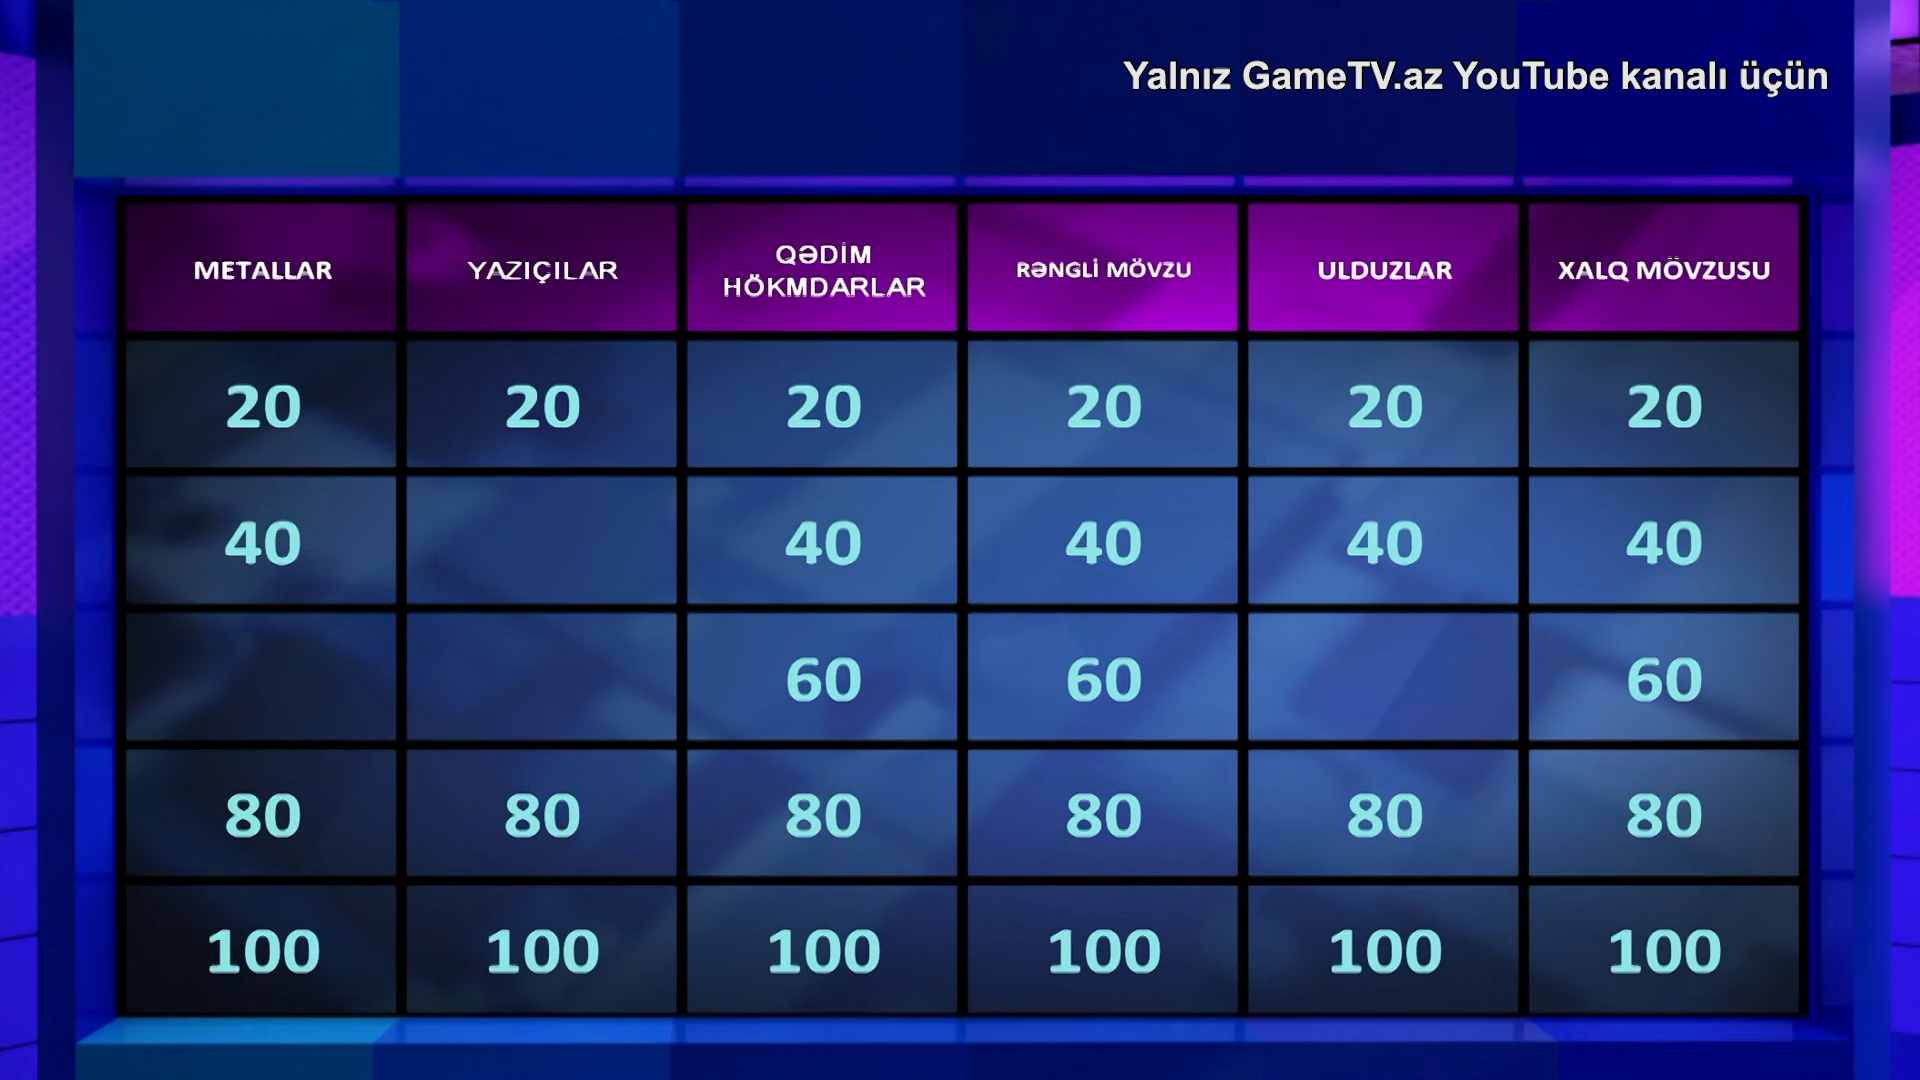 Yalnız GameTV.az YouTube kanalı üçün
METALLAR YAZIÇILAR QƏDİM HÖKMDARLAR RƏNGLİ MÖVZU ULDUZLAR XALQ MÖVZUSU
20 20 20 20 20 20
40 40 40 40 40
60 60 60
80 80 80 80 80 80
100 100 100 100 100 100